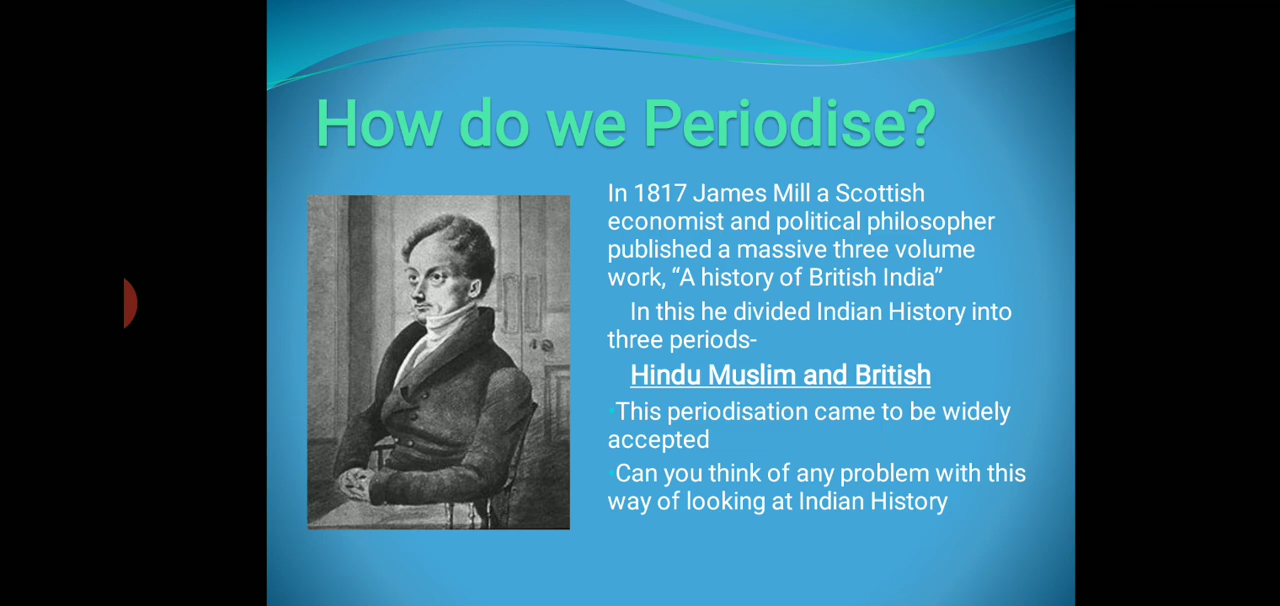 How do we Periodise?
In 1817 James Mill a Scottish
economist and political philosopher
published a massive three volume
work, “A history of British India”
In this he divided Indian History into
three periods-
Hindu Muslim and British
•This periodisation came to be widely
accepted
•Can you think of any problem with this
way of looking at Indian History